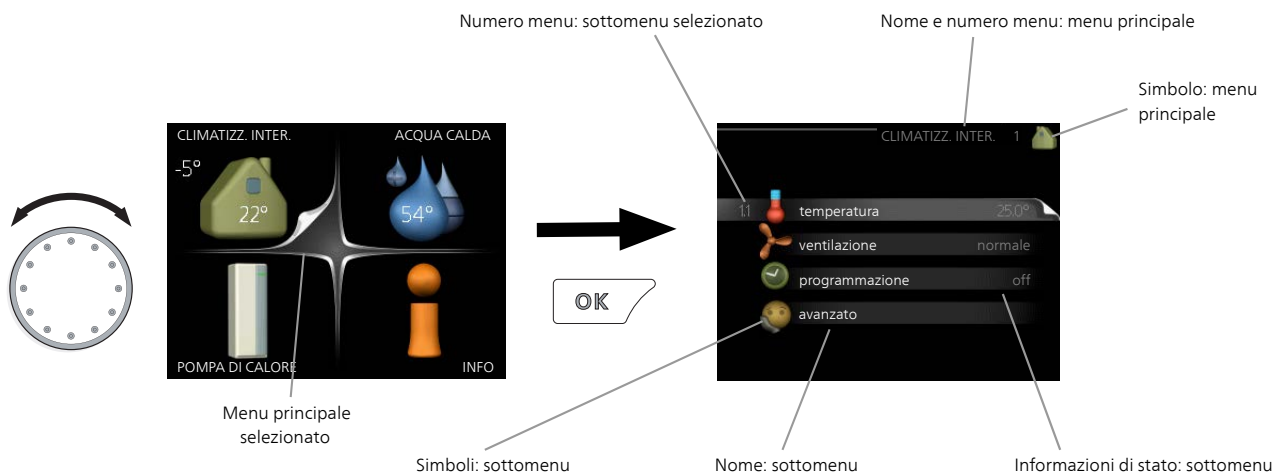 Numero menu: sottomenu selezionato
Nome e numero menu: menu principale
Simbolo: menu
principale
CLIMATIZZ. INTER.
ACQUA CALDA
-5°
22°
54°
POMPA DI CALORE
INFO
Menu principale
selezionato
OK
CLIMATIZZ. INTER. 1
1.1 temperatura 25.0°
ventilazione normale
programmazione off
avanzato
Simboli: sottomenu
Nome: sottomenu
Informazioni di stato: sottomenu